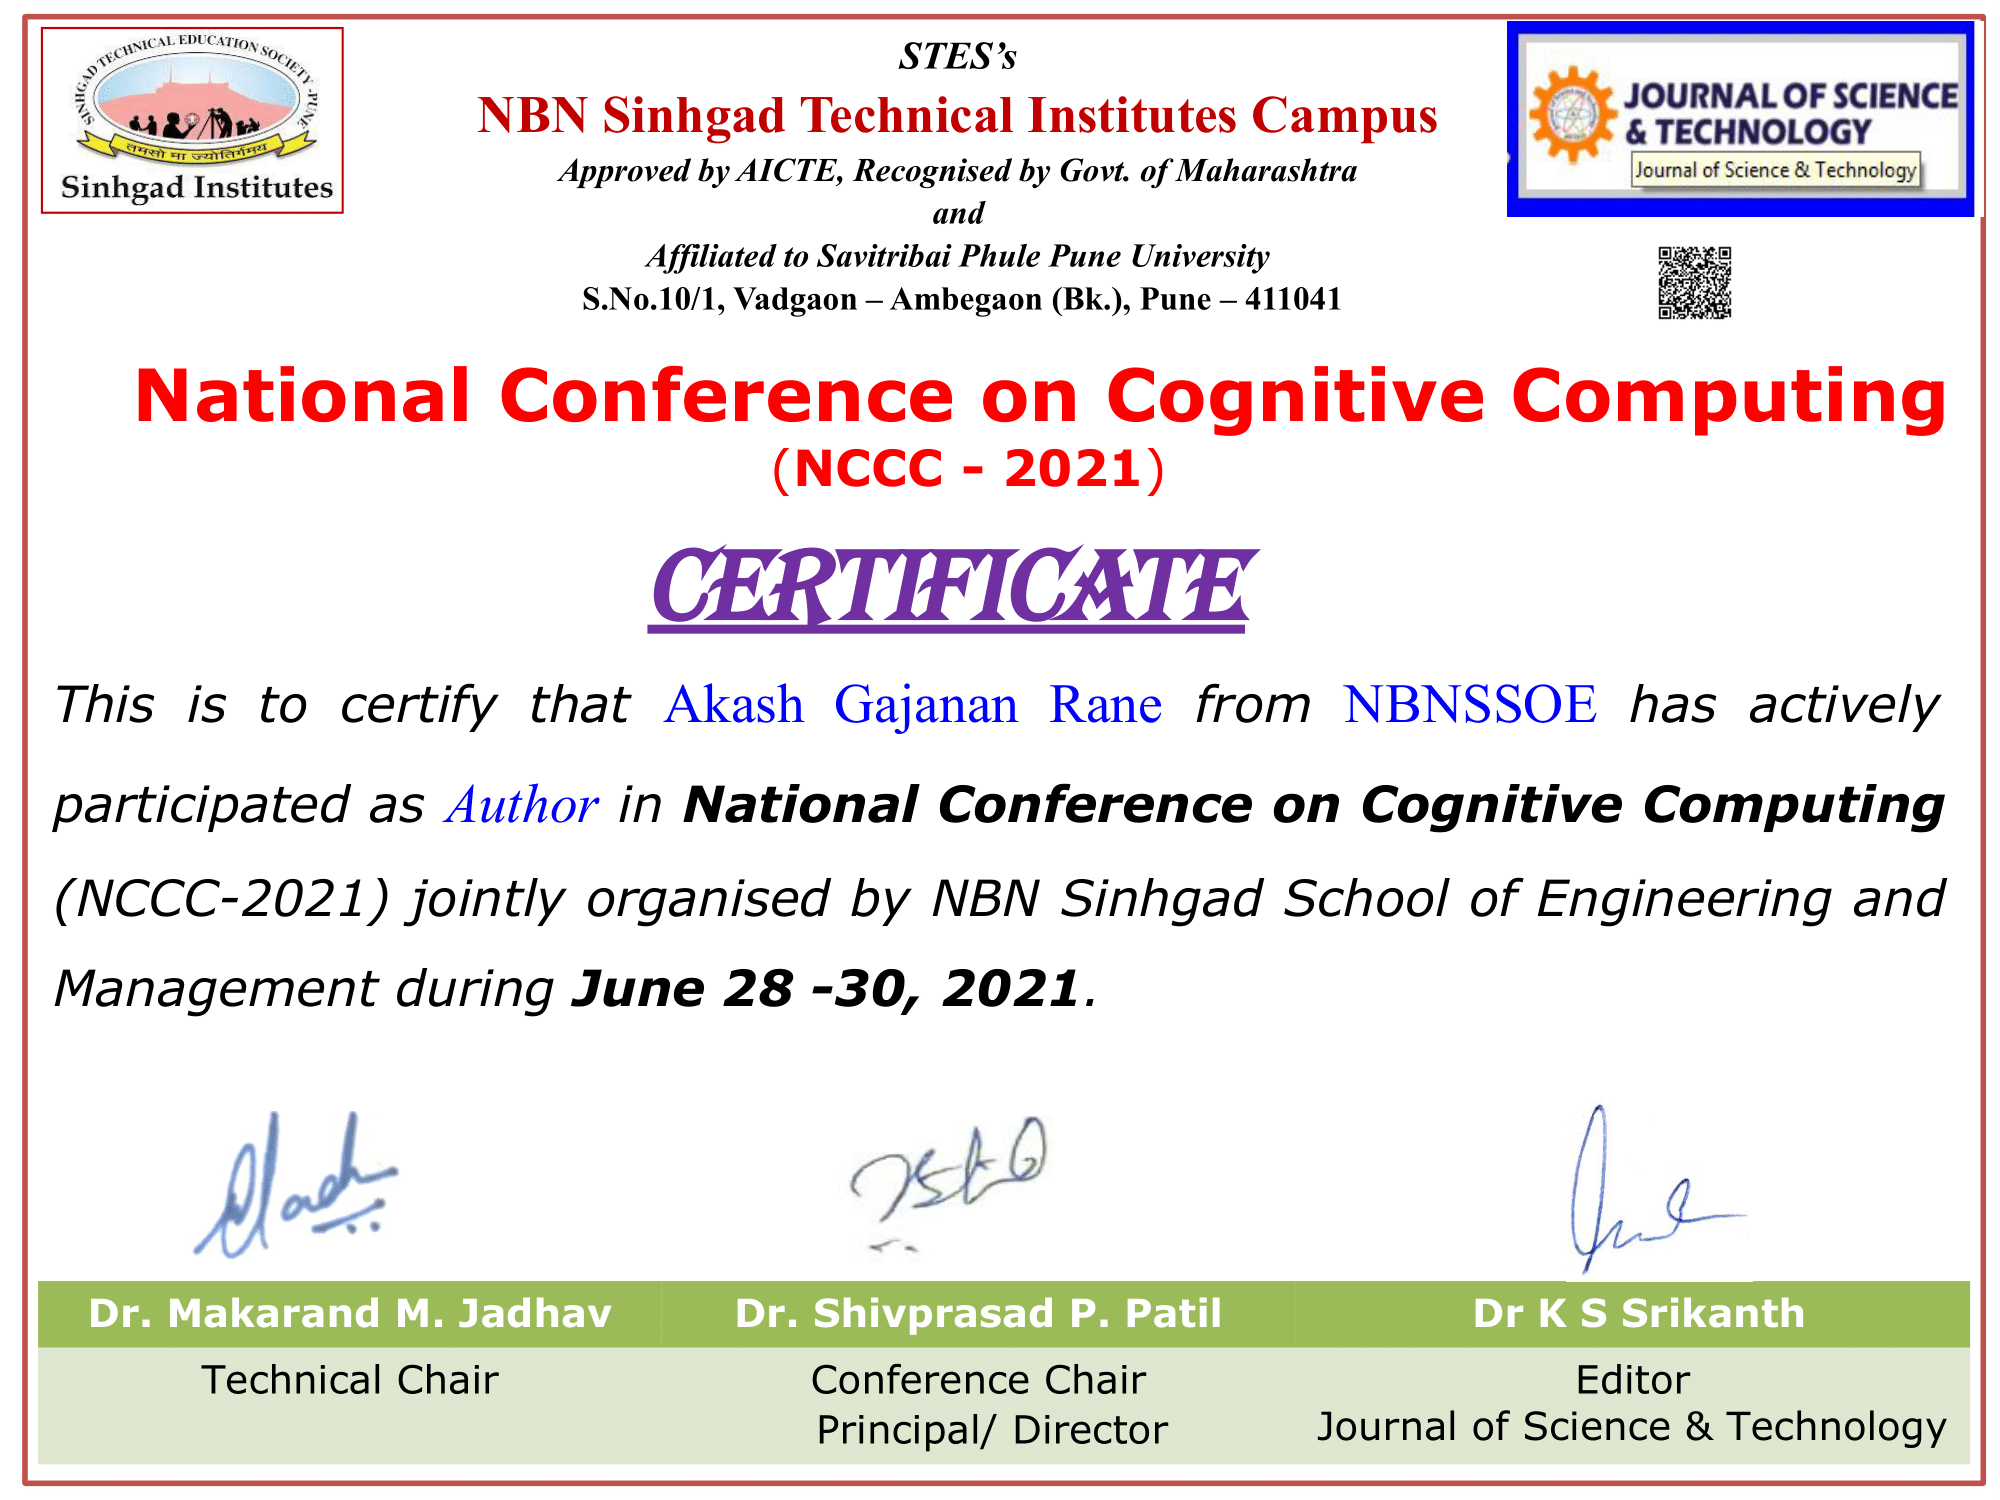 SINHGAD TECHNICAL EDUCATION SOCIETY - PUNE
तमसो मा ज्योतिर्गमय
Sinhgad Institutes
STES’s
NBN Sinhgad Technical Institutes Campus
Approved by AICTE, Recognised by Govt. of Maharashtra
and
Affiliated to Savitribai Phule Pune University
S.No.10/1, Vadgaon – Ambegaon (Bk.), Pune – 411041
JOURNAL OF SCIENCE
& TECHNOLOGY
Journal of Science & Technology
National Conference on Cognitive Computing
(NCCC - 2021)
CERTIFICATE
This is to certify that Akash Gajanan Rane from NBNSSOE has actively
participated as Author in National Conference on Cognitive Computing
(NCCC-2021) jointly organised by NBN Sinhgad School of Engineering and
Management during June 28 -30, 2021.
Dr. Makarand M. Jadhav
Technical Chair
Dr. Shivprasad P. Patil
Conference Chair
Principal/ Director
Dr K S Srikanth
Editor
Journal of Science & Technology